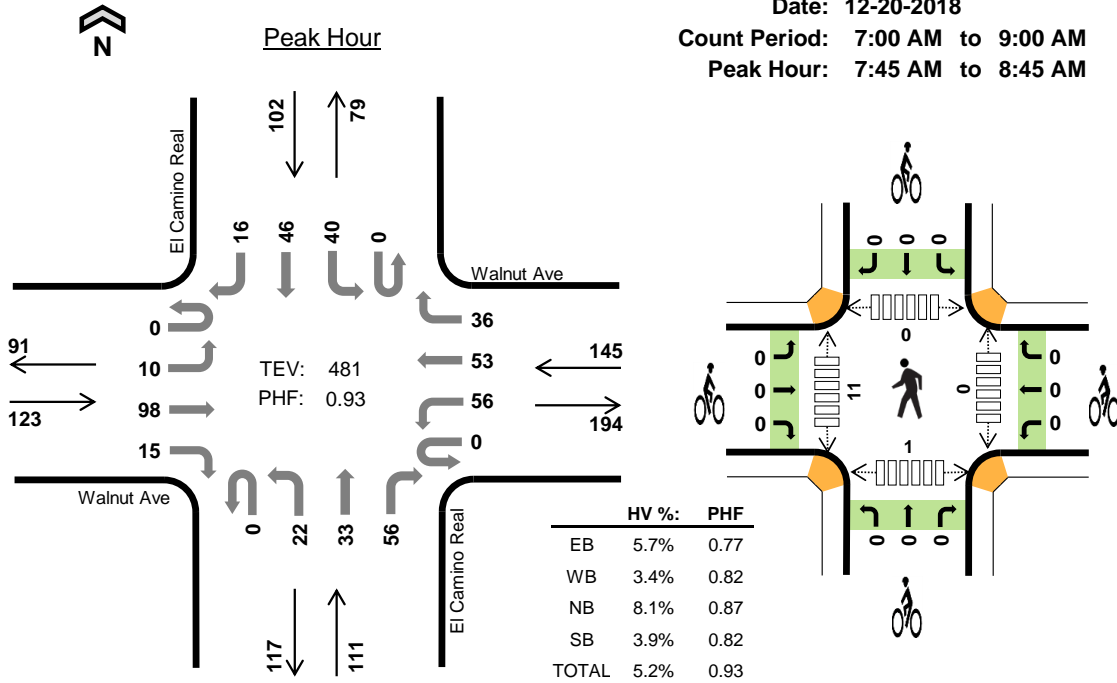 Date: 12-20-2018
Count Period: 7:00 AM to 9:00 AM
Peak Hour: 7:45 AM to 8:45 AM
N
Peak Hour
102
79
El Camino Real
16
46
40
0
Walnut Ave
0
10
98
15
91
123
TEV: 481
PHF: 0.93
36
53
56
0
145
194
Walnut Ave
0
22
33
56
El Camino Real
117
111
HV %: PHF
EB 5.7% 0.77
WB 3.4% 0.82
NB 8.1% 0.87
SB 3.9% 0.82
TOTAL 5.2% 0.93
0 0 0
0
0
0
0
11
0
0
0
0
1
0 0 0